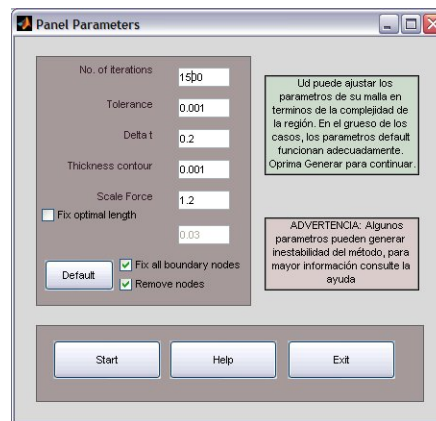 Panel Parameters
No. of iterations
1500
Tolerance
0.001
Delta t
0.2
Thickness contour
0.001
Scale Force
1.2
Fix optimal length
0.03
Default
Fix all boundary nodes
Remove nodes
Ud puede ajustar los
parametros de su malla en
terminos de la complejidad de
la región. En el grueso de los
casos, los parametros default
funcionan adecuadamente.
Oprima Generar para continuar.
ADVERTENCIA: Algunos
parametros pueden generar
inestabilidad del método, para
mayor información consulte la
ayuda
Start
Help
Exit